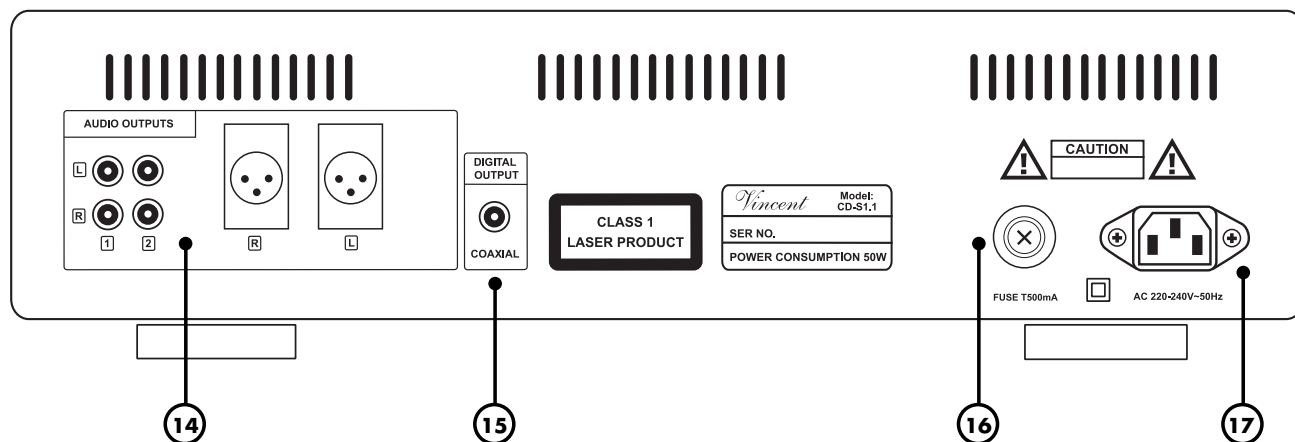 AUDIO OUTPUTS
L
R
1 2
R
L
DIGITAL
OUTPUT
COAXIAL
CLASS 1
LASER PRODUCT
Vincent
Model:
CD-S1.1
SER NO.
POWER CONSUMPTION 50W
CAUTION
FUSE T500mA
AC 220-240V~50Hz
14
15
16
17